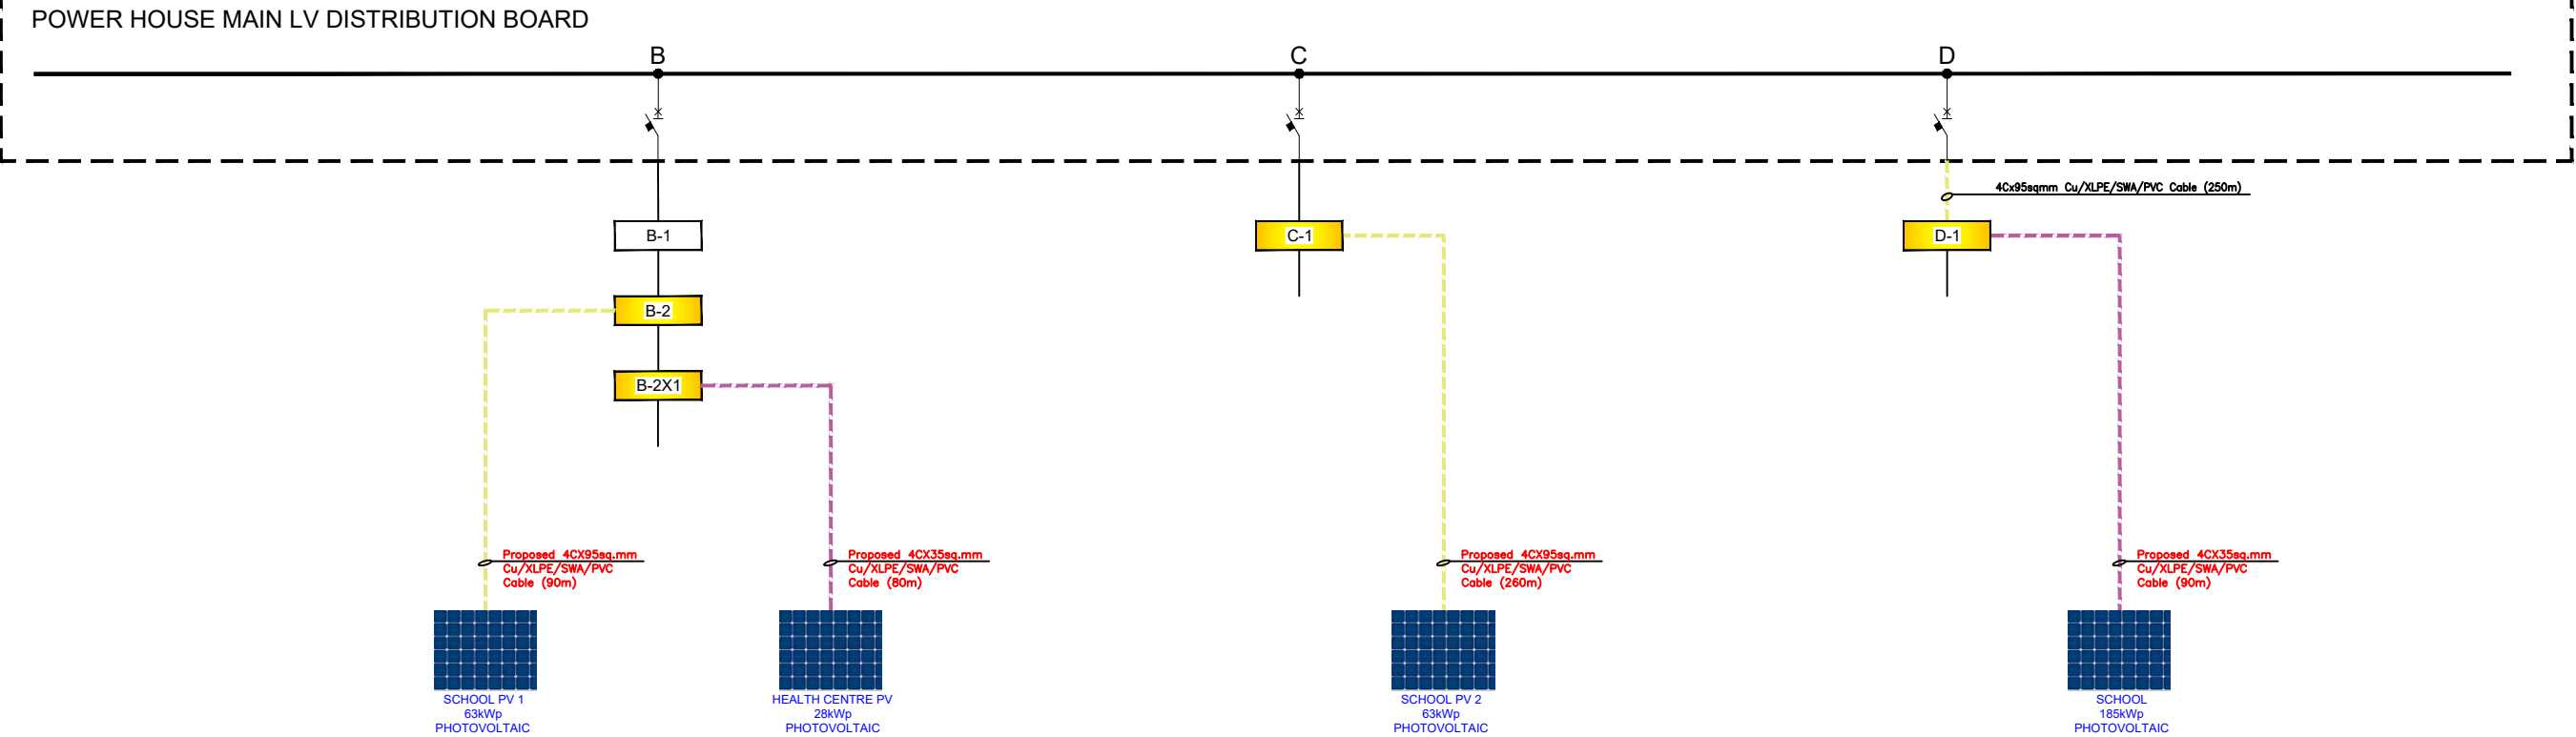 POWER HOUSE MAIN LV DISTRIBUTION BOARD
B
C
D
4Cx95sqmm Cu/XLPE/SWA/PVC Cable (250m)
B-1
C-1
D-1
B-2
B-2X1
Proposed 4CX95sq.mm
Cu/XLPE/SWA/PVC
Cable (90m)
Proposed 4CX35sq.mm
Cu/XLPE/SWA/PVC
Cable (80m)
Proposed 4CX95sq.mm
Cu/XLPE/SWA/PVC
Cable (260m)
Proposed 4CX35sq.mm
Cu/XLPE/SWA/PVC
Cable (90m)
SCHOOL PV 1
63kWp
PHOTOVOLTAIC
HEALTH CENTRE PV
28kWp
PHOTOVOLTAIC
SCHOOL PV 2
63kWp
PHOTOVOLTAIC
SCHOOL
185kWp
PHOTOVOLTAIC